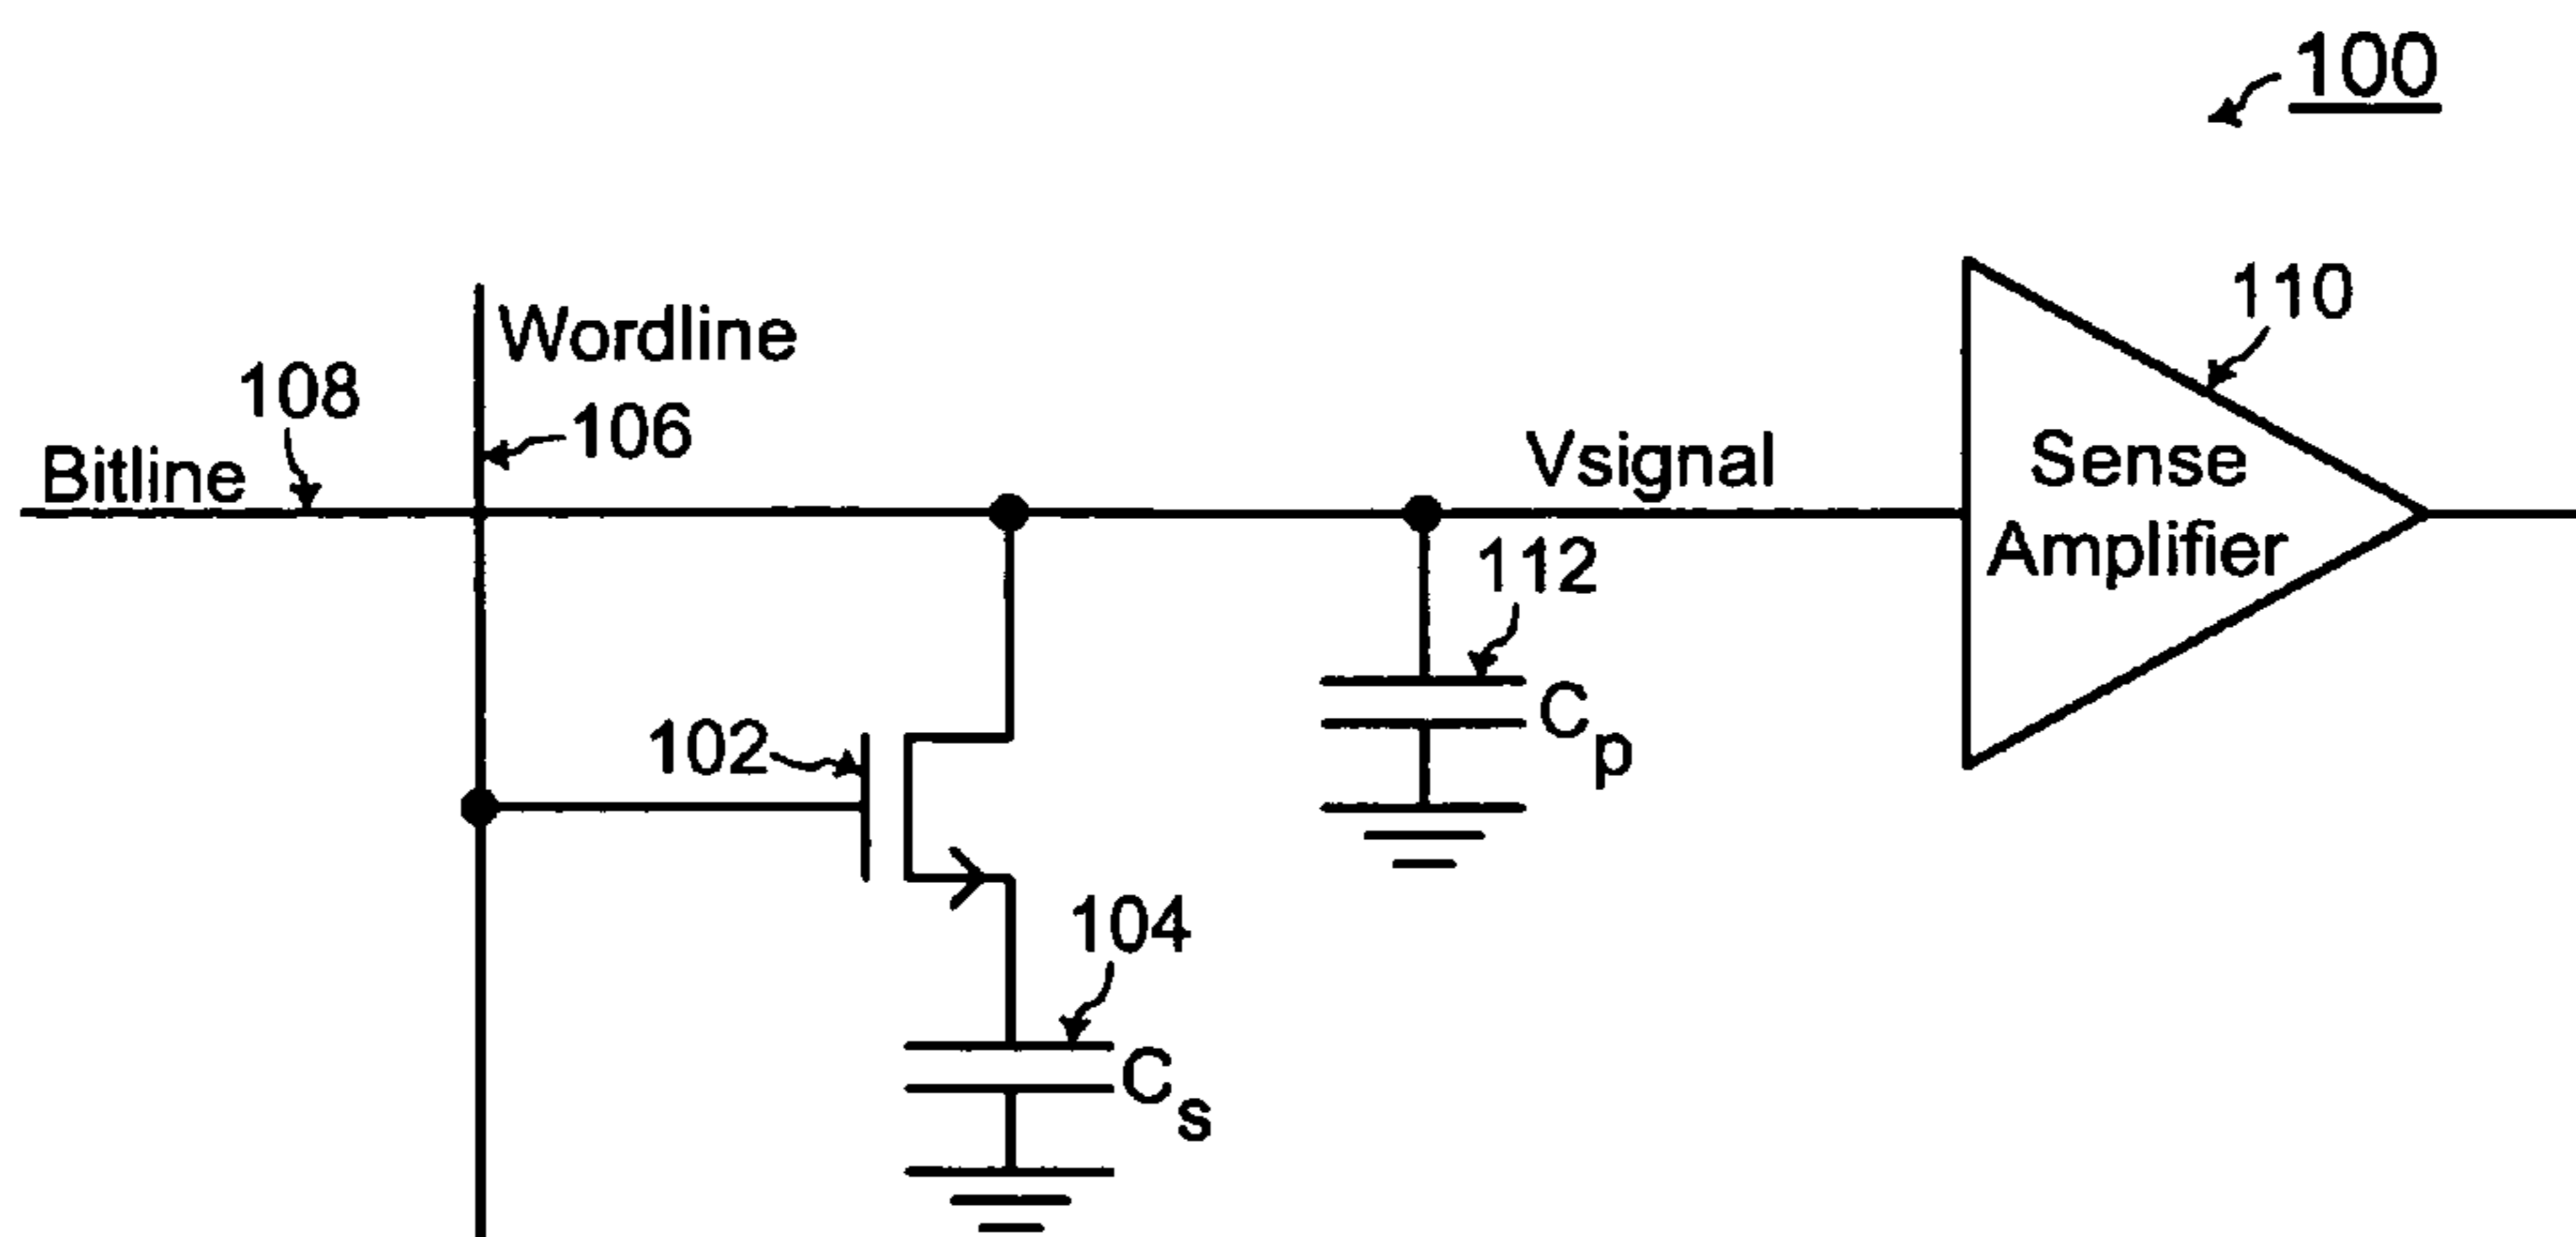 100
Wordline
110
108
106
Bitline
Vsignal
Sense
Amplifier
112
Cp
102
104
Cs